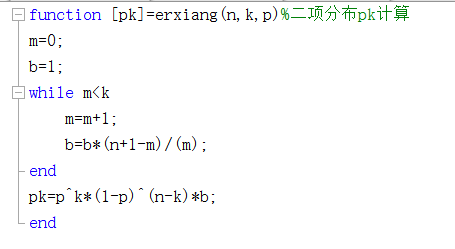 function [pk]=erxiang(n,k,p)%二项分布pk计算
m=0;
b=1;
while m<k
m=m+1;
b=b*(n+1-m)/(m);
end
pk=p^k*(1-p)^(n-k)*b;
end